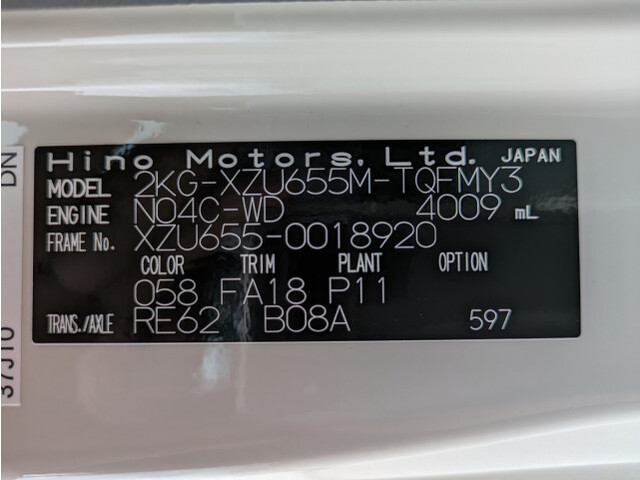 Hino Motors, Ltd. JAPAN
MODEL 2KG-XZU655M-TQFMY3
ENGINE N04C-WD 4009 mL
FRAME No. XZU655-0018920
COLOR TRIM PLANT OPTION
058 FA18 P11
TRANS./AXLE RE62 B08A 597
DN